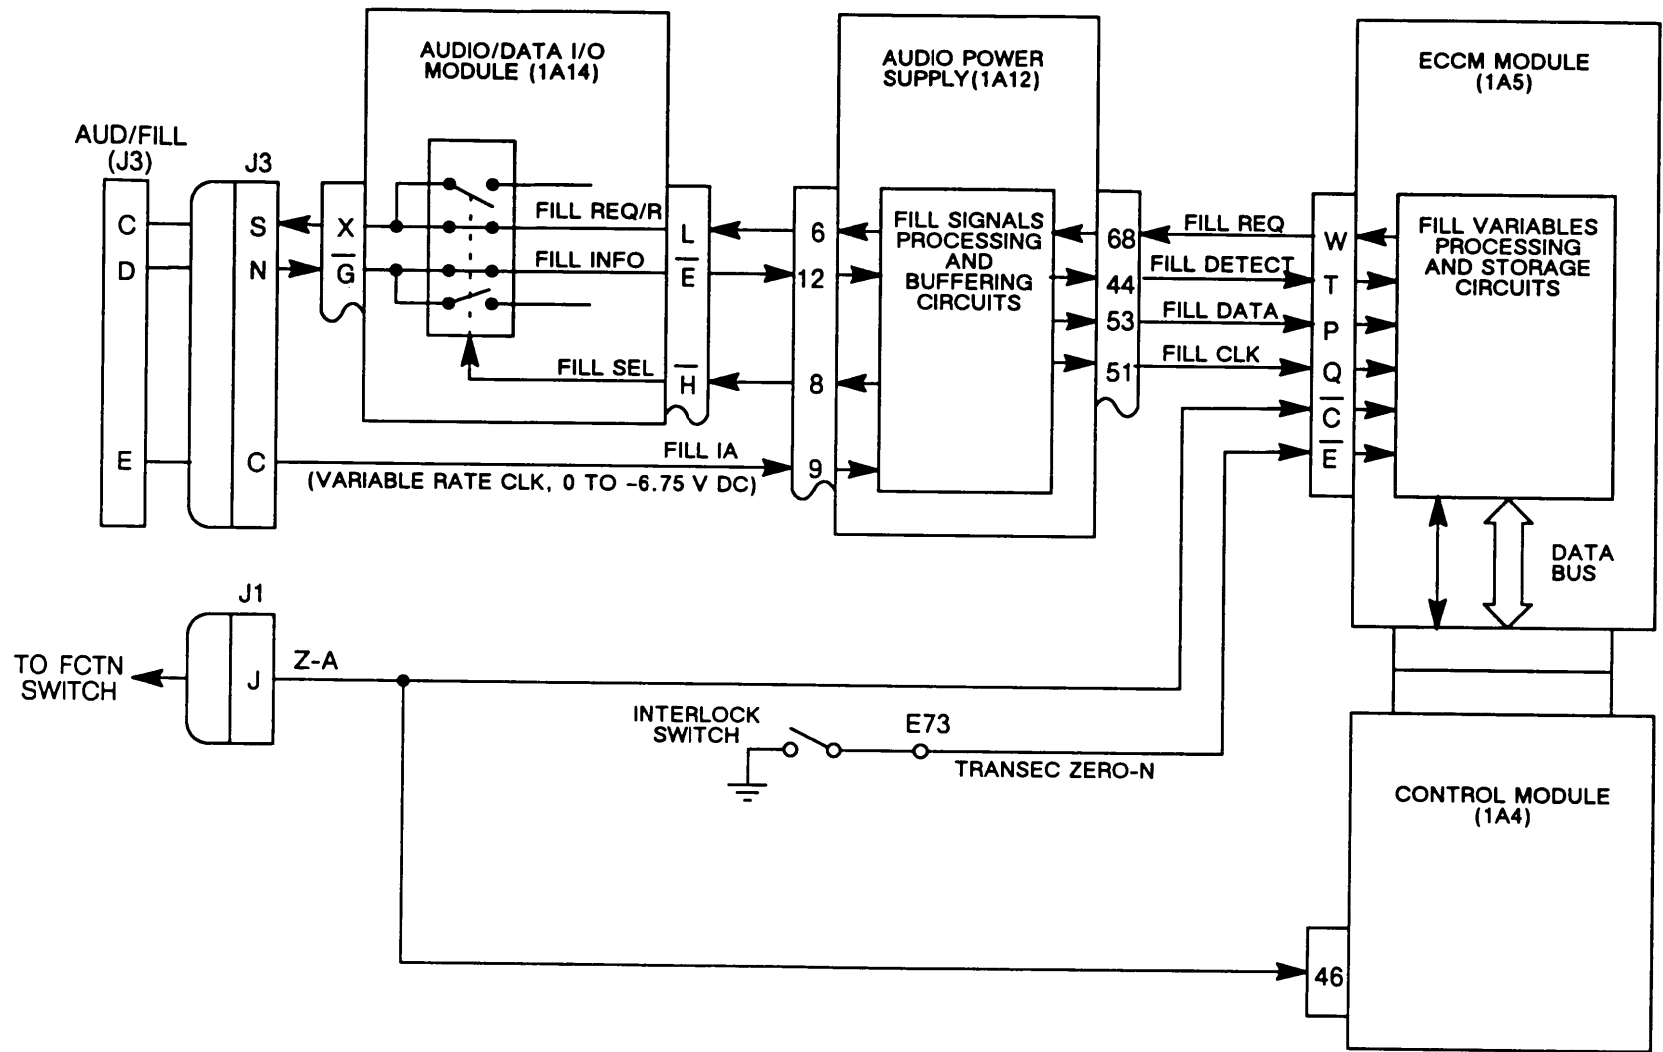 AUDIO/DATA I/O
MODULE (1A14)
AUDIO POWER
SUPPLY(1A12)
ECCM MODULE
(1A5)
AUD/FILL
(J3)
J3
C
D
E
S
N
C
X
G̅
FILL REQ/R
FILL INFO
FILL SEL
L
E̅
H̅
6
12
8
9
FILL SIGNALS
PROCESSING
AND
BUFFERING
CIRCUITS
68
44
53
51
FILL REQ
FILL DETECT
FILL DATA
FILL CLK
W
T
P
Q
C̅
E̅
FILL VARIABLES
PROCESSING
AND STORAGE
CIRCUITS
FILL IA
(VARIABLE RATE CLK, 0 TO -6.75 V DC)
DATA
BUS
J1
TO FCTN
SWITCH
J
Z-A
INTERLOCK
SWITCH
E73
TRANSEC ZERO-N
CONTROL MODULE
(1A4)
46